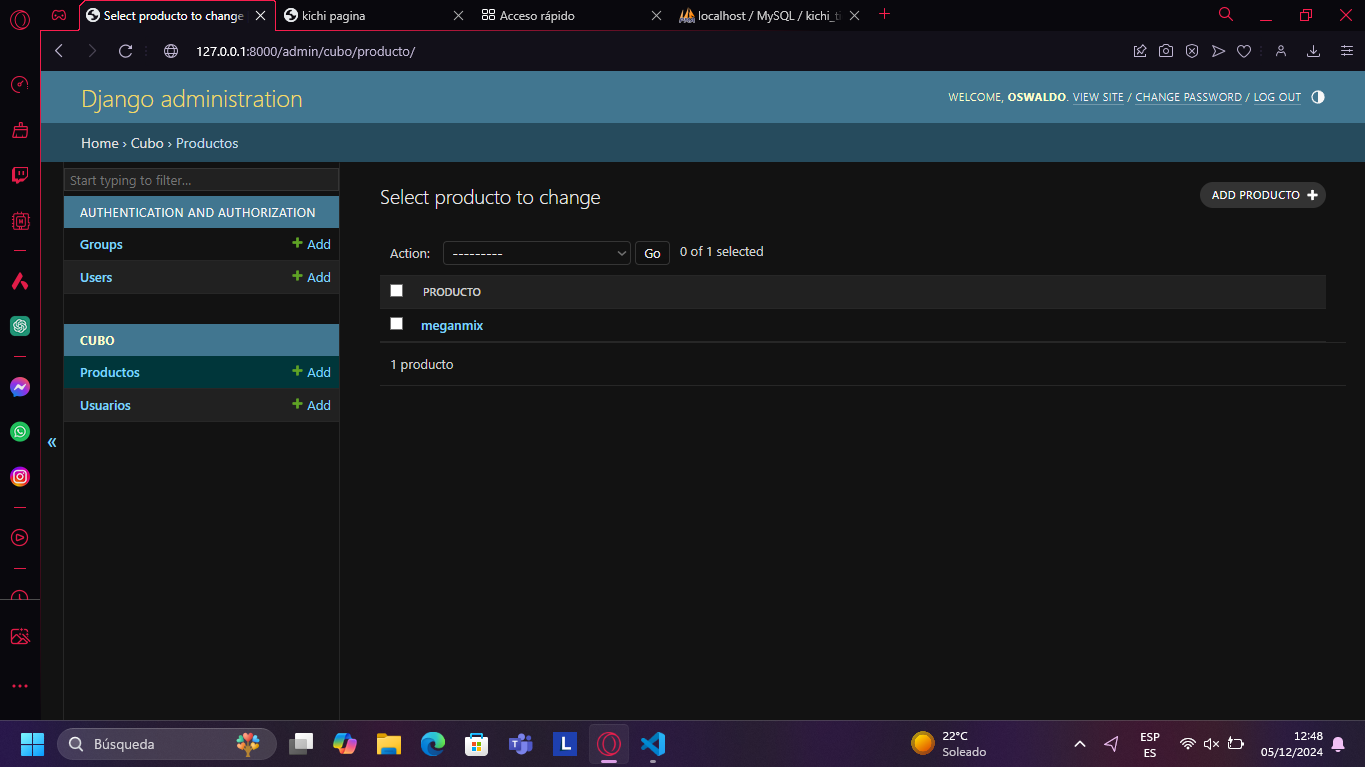 Select producto to change
kichi pagina
Acceso rápido
localhost / MySQL / kichi_ti
127.0.0.1:8000/admin/cubo/producto/
Django administration
WELCOME, OSWALDO. VIEW SITE / CHANGE PASSWORD / LOG OUT
Home › Cubo › Productos
Start typing to filter...
AUTHENTICATION AND AUTHORIZATION
Groups
+ Add
Users
+ Add
CUBO
Productos
+ Add
Usuarios
+ Add
«
Select producto to change
ADD PRODUCTO +
Action:
---------
Go
0 of 1 selected
PRODUCTO
meganmix
1 producto
Búsqueda
L
22°C
Soleado
ESP
ES
12:48
05/12/2024